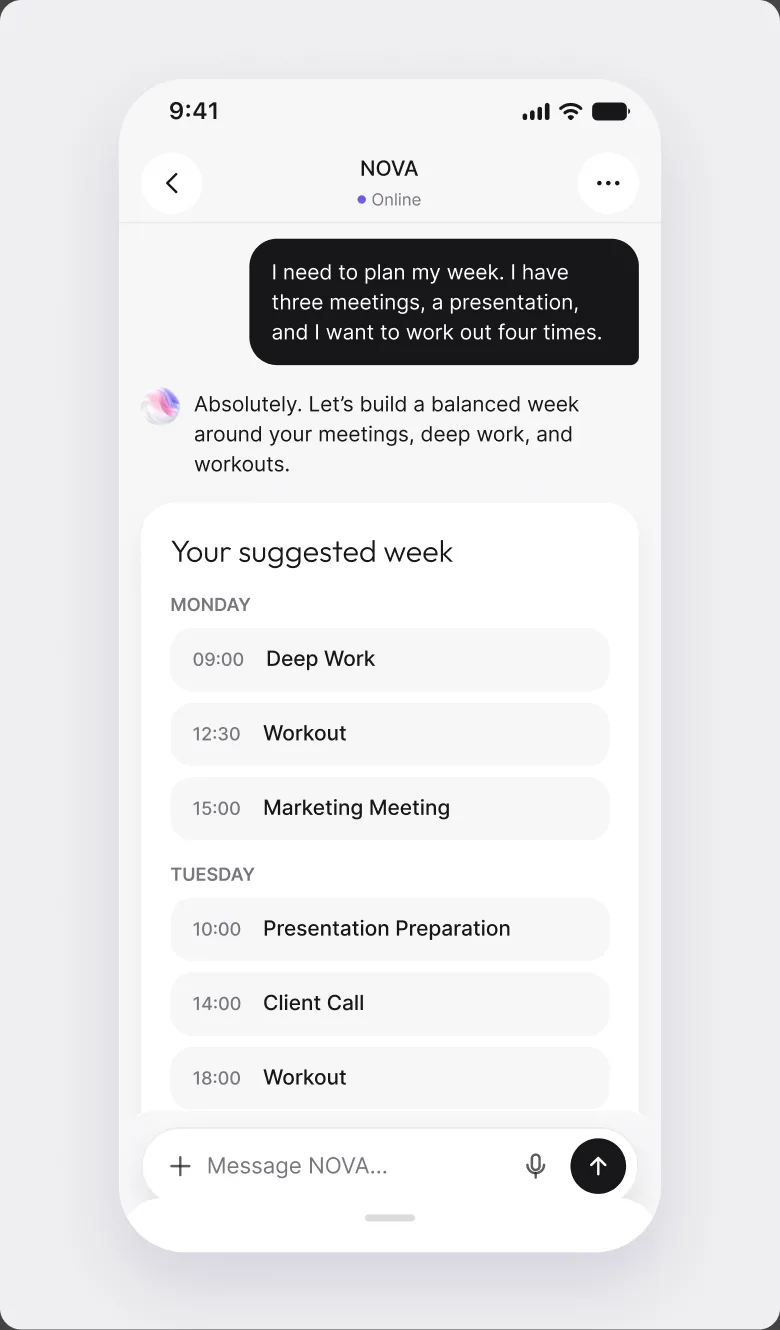 9:41
NOVA
Online
I need to plan my week. I have
three meetings, a presentation,
and I want to work out four times.
Absolutely. Let’s build a balanced week
around your meetings, deep work, and
workouts.
Your suggested week
MONDAY
09:00 Deep Work
12:30 Workout
15:00 Marketing Meeting
TUESDAY
10:00 Presentation Preparation
14:00 Client Call
18:00 Workout
Message NOVA...